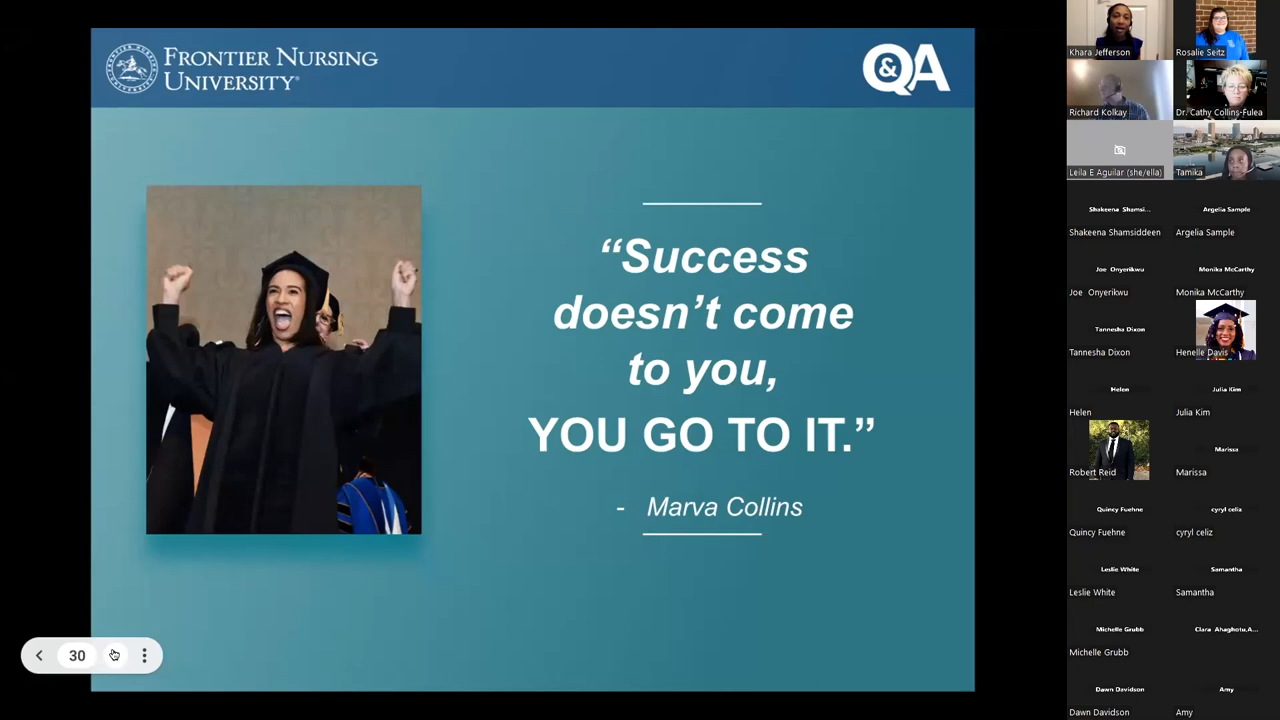 FRONTIER NURSING
UNIVERSITY®
Q&A
“Success
doesn’t come
to you,
YOU GO TO IT.”
- Marva Collins
30
Khara Jefferson
Rosalie Seitz
Richard Kolkay
Dr. Cathy Collins-Fulea
Leila E Aguilar (she/ella)
Tamika
Shakeena Shamsi...
Shakeena Shamsiddeen
Argelia Sample
Argelia Sample
Joe Onyerikwu
Joe Onyerikwu
Monika McCarthy
Monika McCarthy
Tannesha Dixon
Tannesha Dixon
Henelle Davis
Helen
Helen
Julia Kim
Julia Kim
Robert Reid
Marissa
Marissa
Quincy Fuehne
Quincy Fuehne
cyryl celiz
cyryl celiz
Leslie White
Leslie White
Samantha
Samantha
Michelle Grubb
Michelle Grubb
Clara Ahaghotu,A...
Dawn Davidson
Dawn Davidson
Amy
Amy